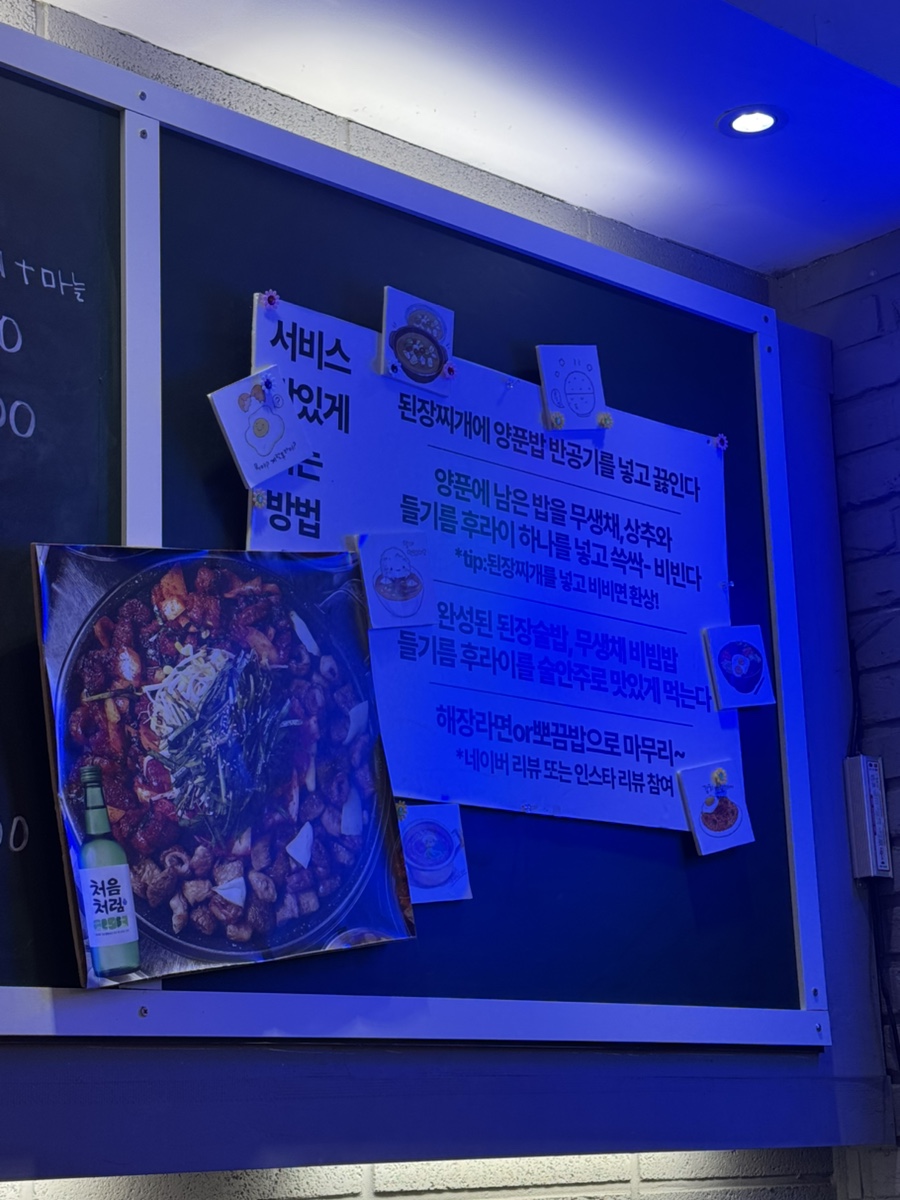 +마늘
서비스
맛있게
는
방법
된장찌개에 양푼밥 반공기를 넣고 끓인다
양푼에 남은 밥을 무생채,상추와
들기름 후라이 하나를 넣고 쓱싹- 비빈다
*tip:된장찌개를 넣고 비비면 환상!
완성된 된장술밥, 무생채 비빔밥
들기름 후라이를 술안주로 맛있게 먹는다
해장라면or뽀끔밥으로 마무리~
*네이버 리뷰 또는 인스타 리뷰 참여
처음
처럼